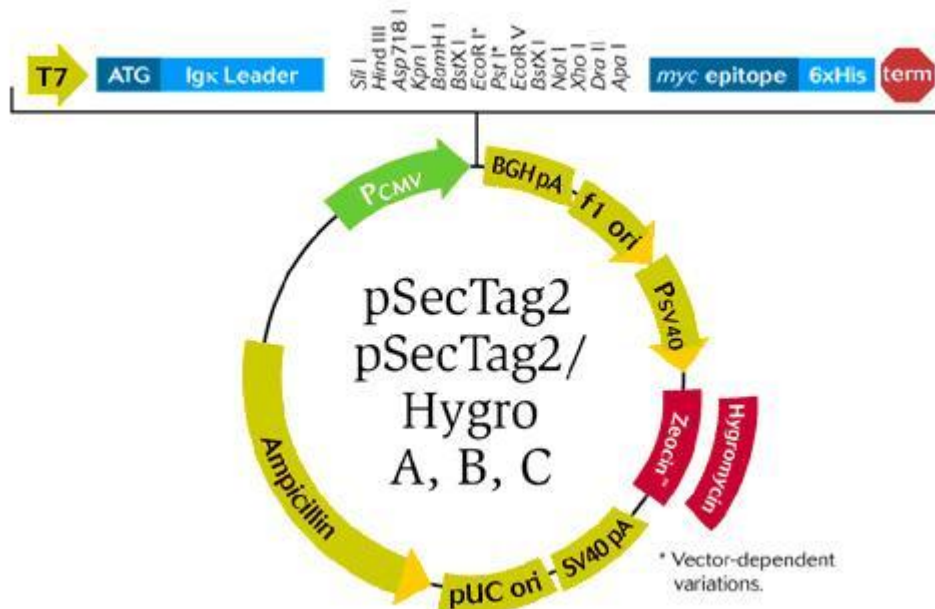 T7
ATG
Igκ Leader
Sfi I
Hind III
Asp718 I
Kpn I
BamH I
BstX I
EcoR I*
Pst I*
EcoR V
BstX I
Not I
Xho I
Dra II
Apa I
myc epitope
6xHis
term
PCMV
BGH pA
f1 ori
PSV40
Zeocin™
Hygromycin
SV40 pA
pUC ori
Ampicillin
pSecTag2
pSecTag2/
Hygro
A, B, C
* Vector-dependent
variations.